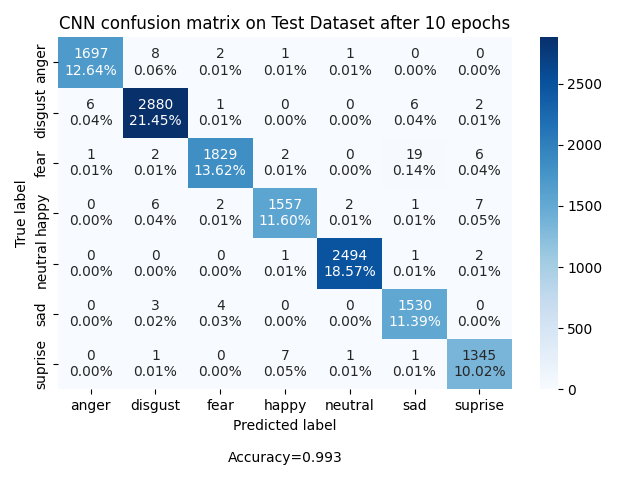 CNN confusion matrix on Test Dataset after 10 epochs
anger 1697 8 2 1 1 0 0
12.64% 0.06% 0.01% 0.01% 0.01% 0.00% 0.00%
disgust 6 2880 1 0 0 6 2
0.04% 21.45% 0.01% 0.00% 0.00% 0.04% 0.01%
fear 1 2 1829 2 0 19 6
0.01% 0.01% 13.62% 0.01% 0.00% 0.14% 0.04%
happy 0 6 2 1557 2 1 7
0.00% 0.04% 0.01% 11.60% 0.01% 0.01% 0.05%
neutral 0 0 0 1 2494 1 2
0.00% 0.00% 0.00% 0.01% 18.57% 0.01% 0.01%
sad 0 3 4 0 0 1530 0
0.00% 0.02% 0.03% 0.00% 0.00% 11.39% 0.00%
suprise 0 1 0 7 1 1 1345
0.00% 0.01% 0.00% 0.05% 0.01% 0.01% 10.02%
True label
anger disgust fear happy neutral sad suprise
Predicted label
Accuracy=0.993
2500
2000
1500
1000
500
0